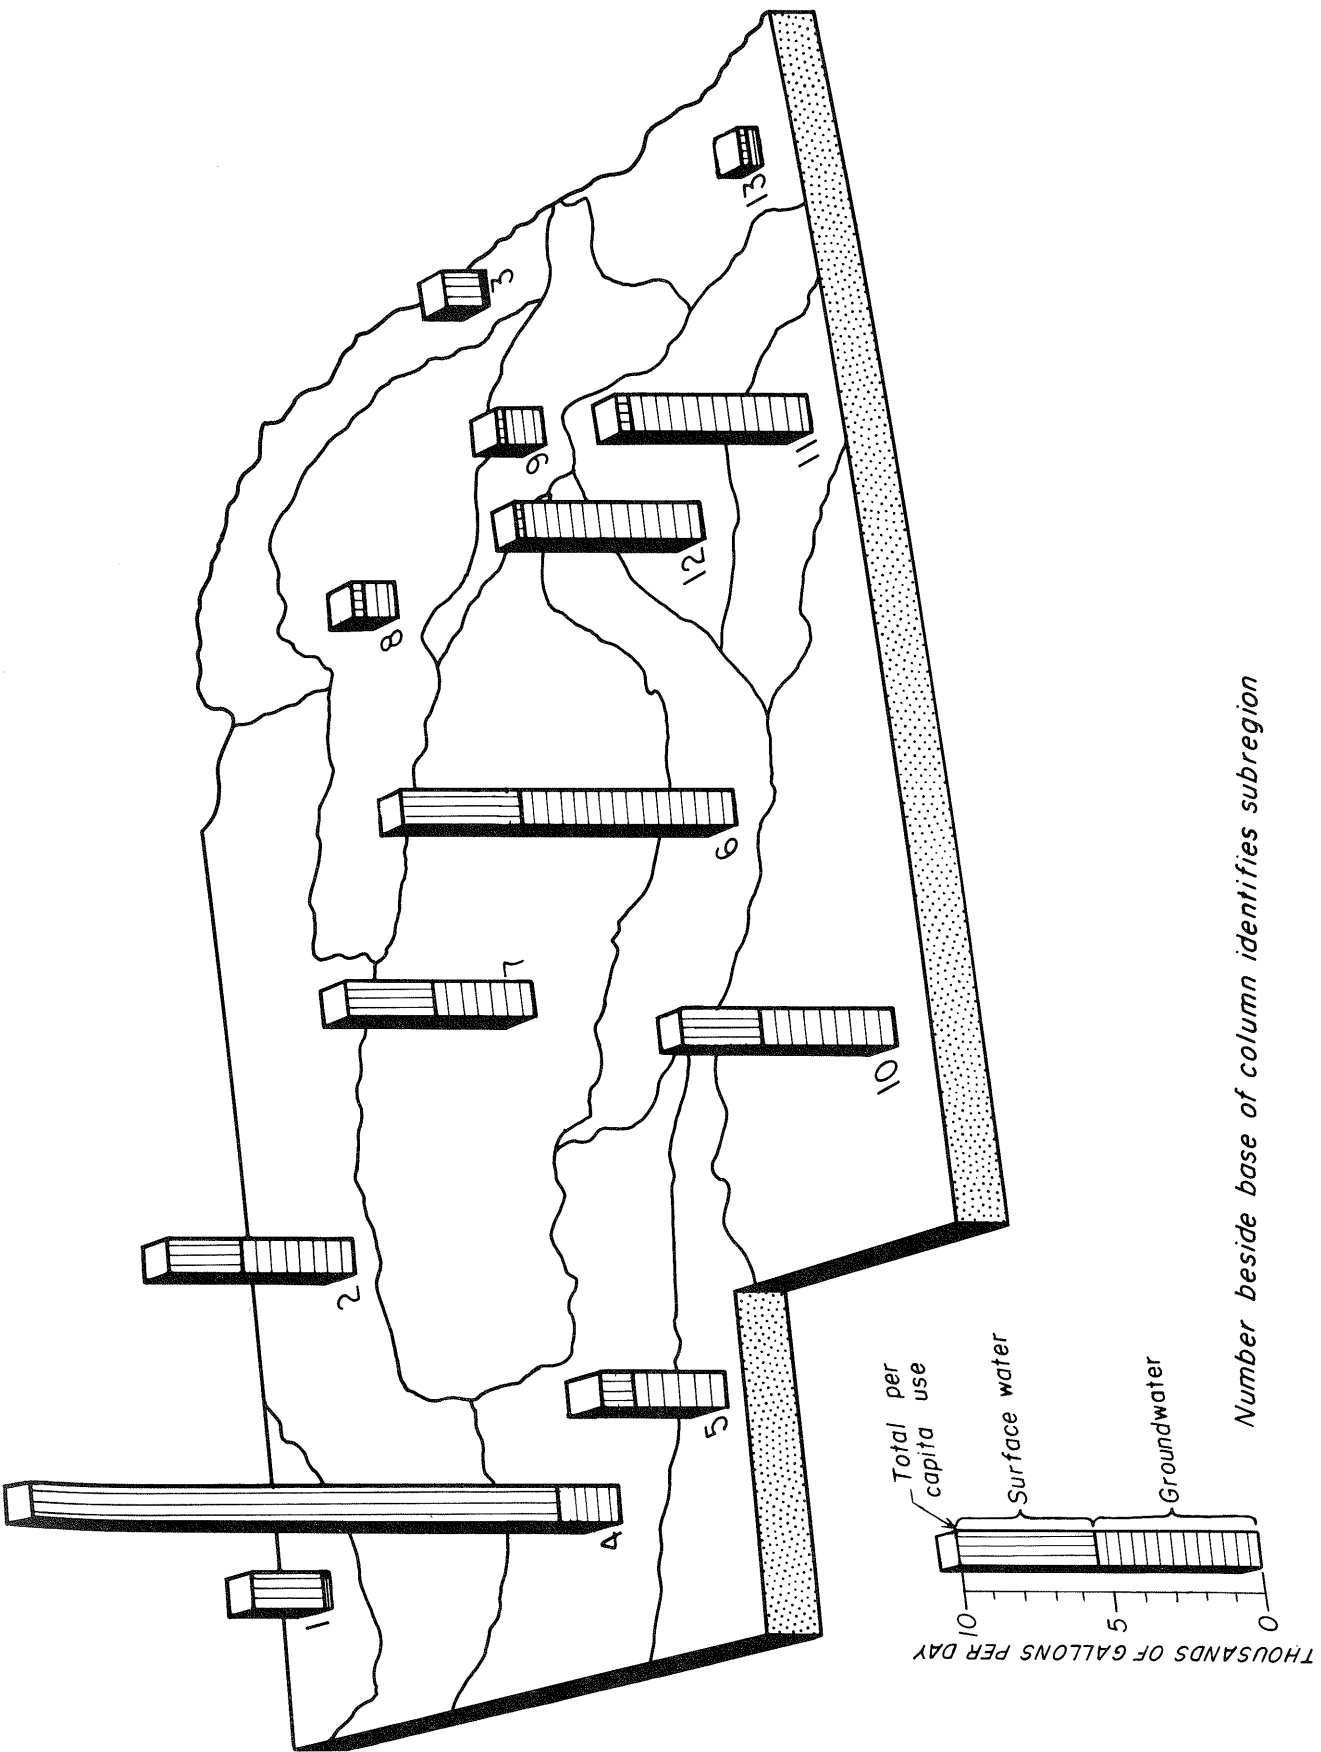 1
2
3
4
5
6
7
8
9
10
11
12
13
Total per
capita use
Surface water
Groundwater
10
5
0
THOUSANDS OF GALLONS PER DAY
Number beside base of column identifies subregion